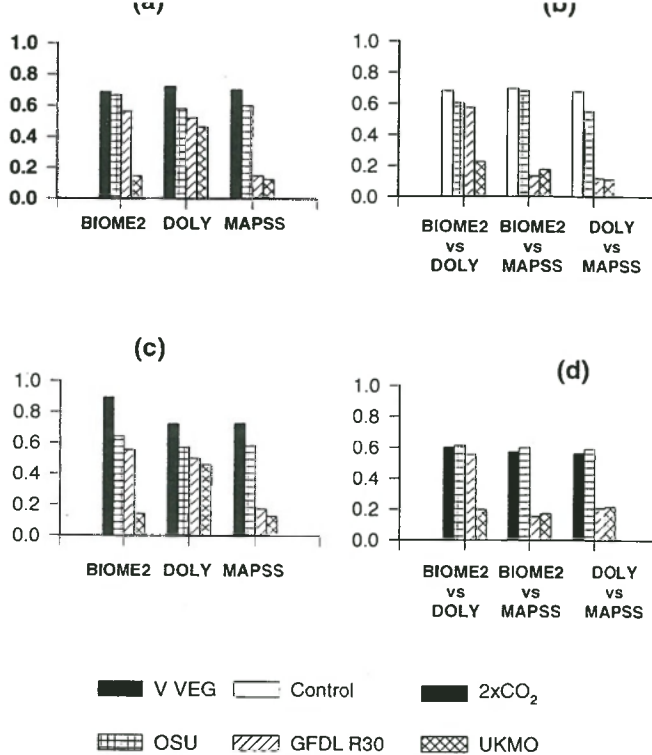 (a)
(b)
1.0
0.8
0.6
0.4
0.2
0.0
BIOME2 DOLY MAPSS
1.0
0.8
0.6
0.4
0.2
0.0
BIOME2 BIOME2 DOLY
vs vs vs
DOLY MAPSS MAPSS
(c)
(d)
1.0
0.8
0.6
0.4
0.2
0.0
BIOME2 DOLY MAPSS
1.0
0.8
0.6
0.4
0.2
0.0
BIOME2 BIOME2 DOLY
vs vs vs
DOLY MAPSS MAPSS
V VEG Control 2xCO₂
OSU GFDL R30 UKMO